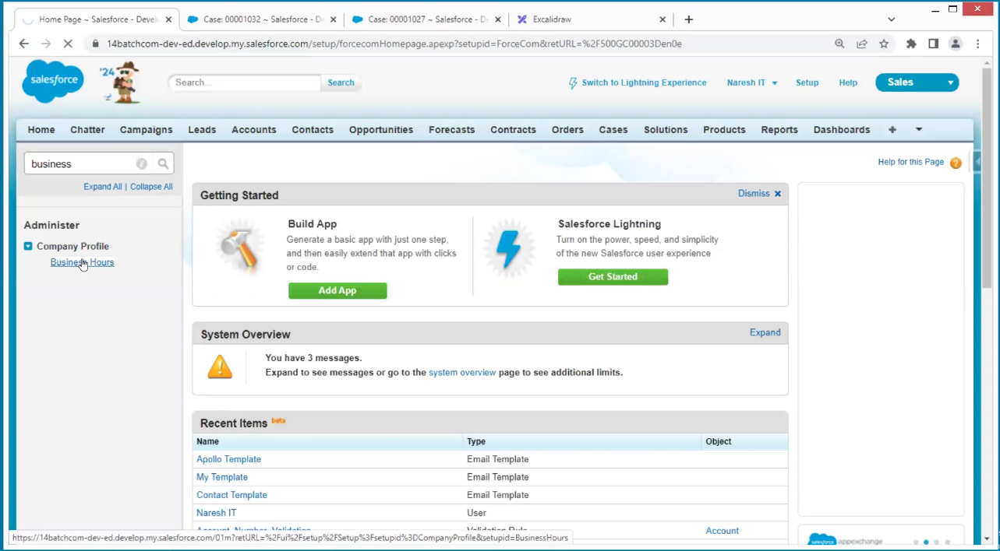 Home Page ~ Salesforce - Devel
Case: 00001032 ~ Salesforce - De
Case: 00001027 ~ Salesforce - De
Excalidraw
14batchcom-dev-ed.develop.my.salesforce.com/setup/forcecomHomepage.apexp?setupid=ForceCom&retURL=%2F500GC00003Den0e
salesforce
'24
Search...
Search
Switch to Lightning Experience
Naresh IT
Setup
Help
Sales
Home Chatter Campaigns Leads Accounts Contacts Opportunities Forecasts Contracts Orders Cases Solutions Products Reports Dashboards +
business
Expand All | Collapse All
Administer
Company Profile
Business Hours
Help for this Page
Getting Started
Dismiss
Build App
Generate a basic app with just one step,
and then easily extend that app with clicks
or code.
Add App
Salesforce Lightning
Turn on the power, speed, and simplicity
of the new Salesforce user experience
Get Started
System Overview
Expand
You have 3 messages.
Expand to see messages or go to the system overview page to see additional limits.
Recent Items beta
Name Type Object
Apollo Template Email Template
My Template Email Template
Contact Template Email Template
Naresh IT User
Account_Number_Validation Validation Rule Account
https://14batchcom-dev-ed.develop.my.salesforce.com/01m?retURL=%2Fui%2Fsetup%2FSetup%3Fsetupid%3DCompanyProfile&setupid=BusinessHours
salesforce appexchange